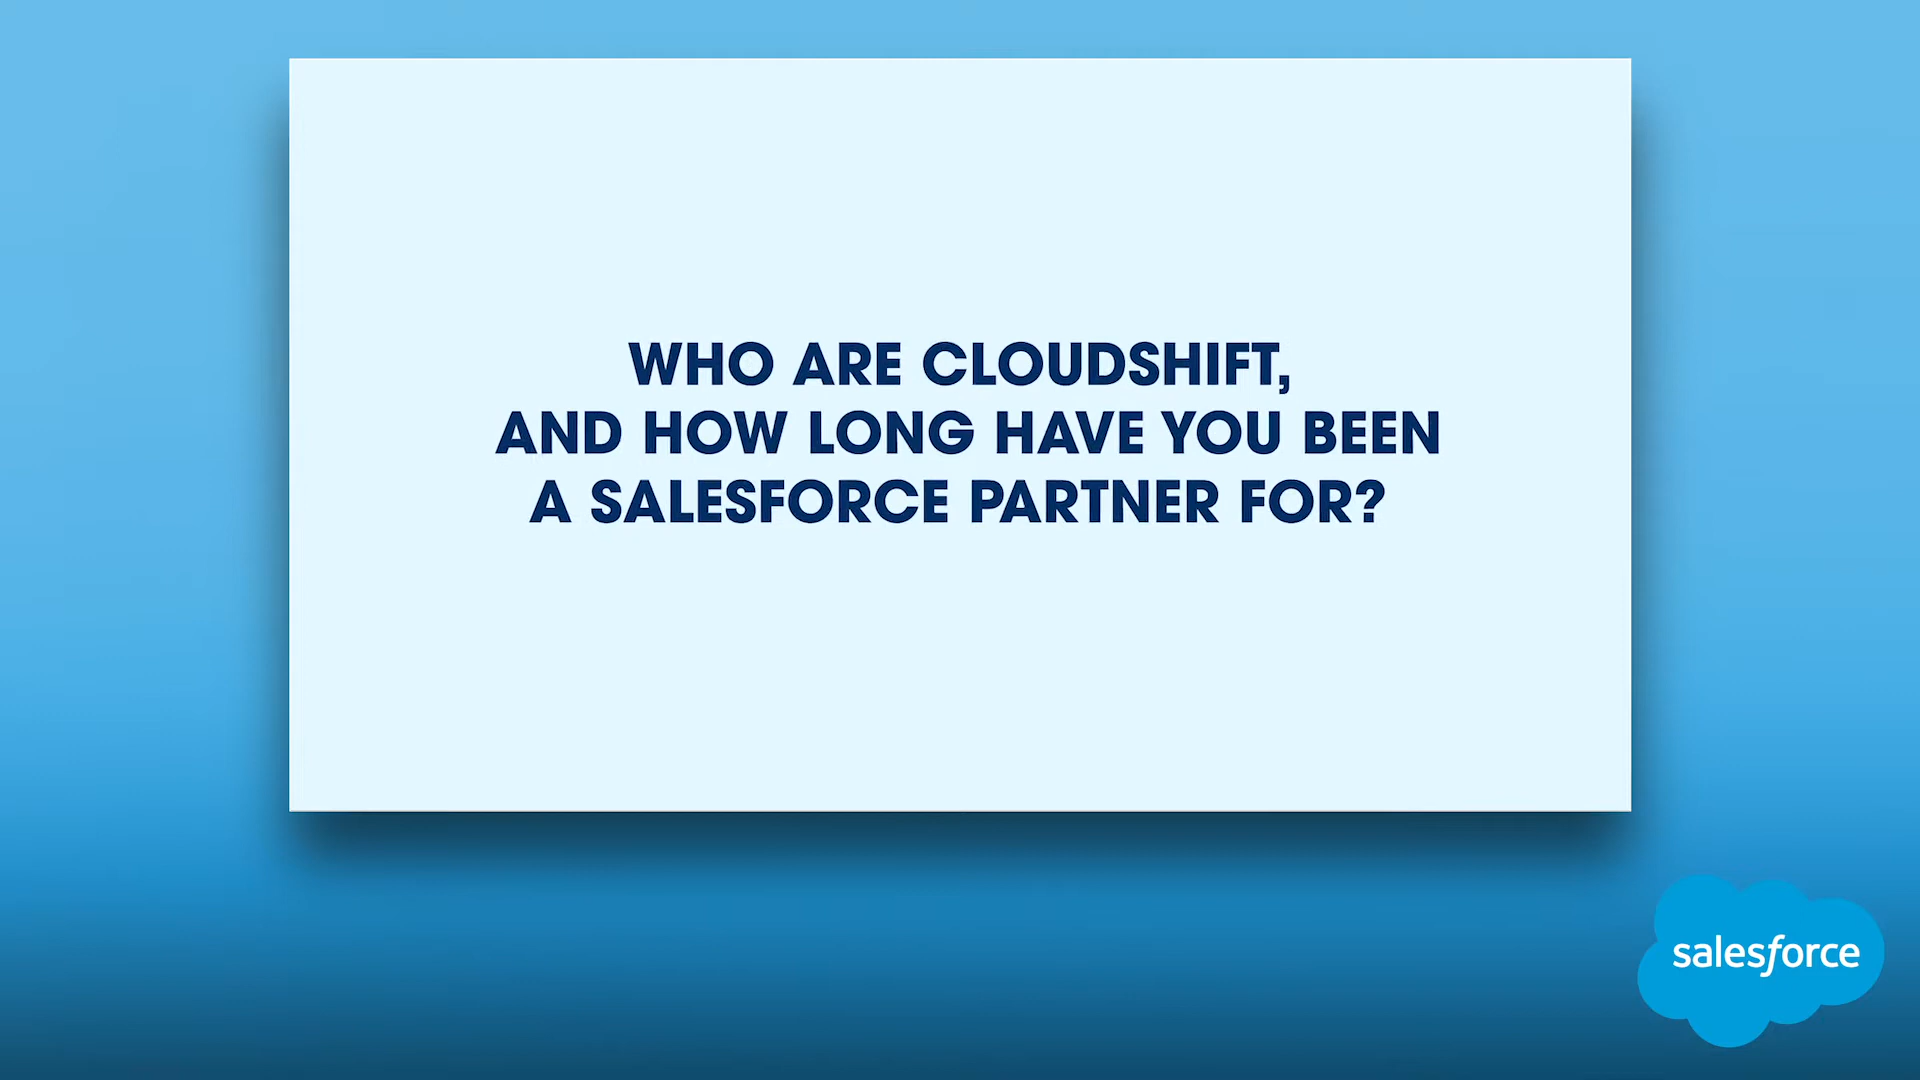 WHO ARE CLOUDSHIFT,
AND HOW LONG HAVE YOU BEEN
A SALESFORCE PARTNER FOR?
salesforce